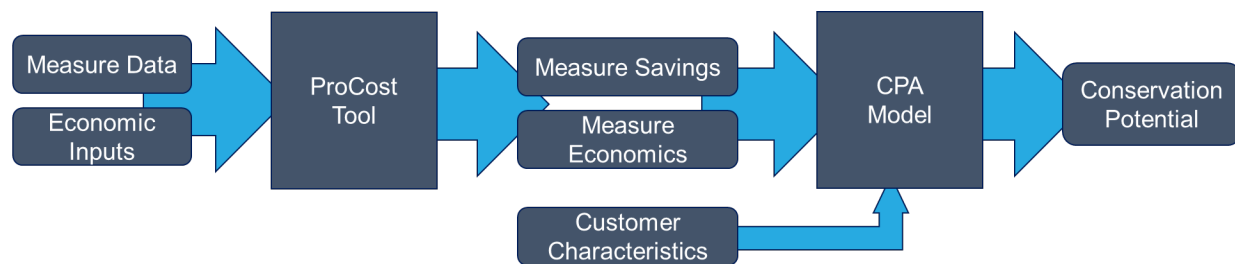 Measure Data
Economic
Inputs
ProCost
Tool
Measure Savings
Measure
Economics
Customer
Characteristics
CPA
Model
Conservation
Potential